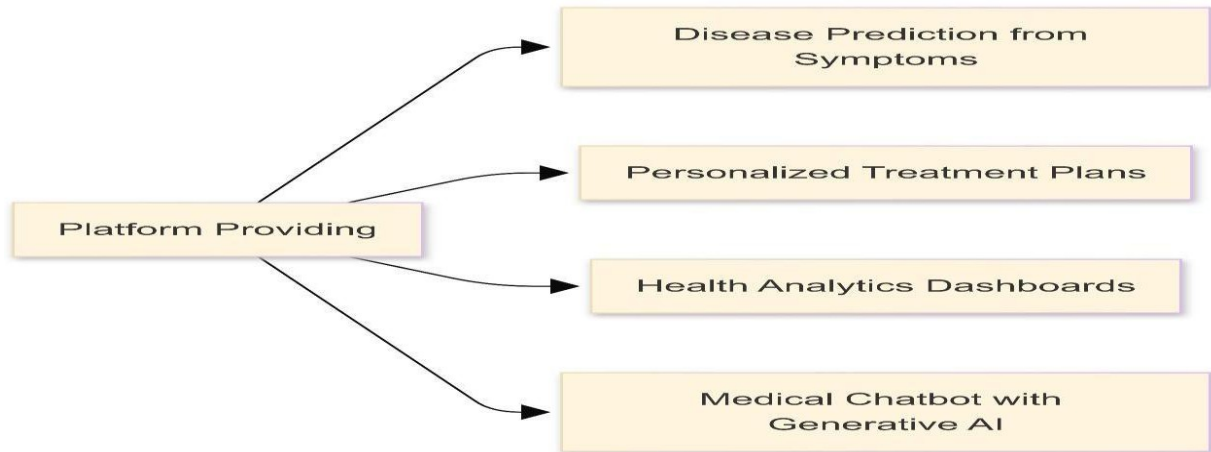 Platform Providing
Disease Prediction from
Symptoms
Personalized Treatment Plans
Health Analytics Dashboards
Medical Chatbot with
Generative AI